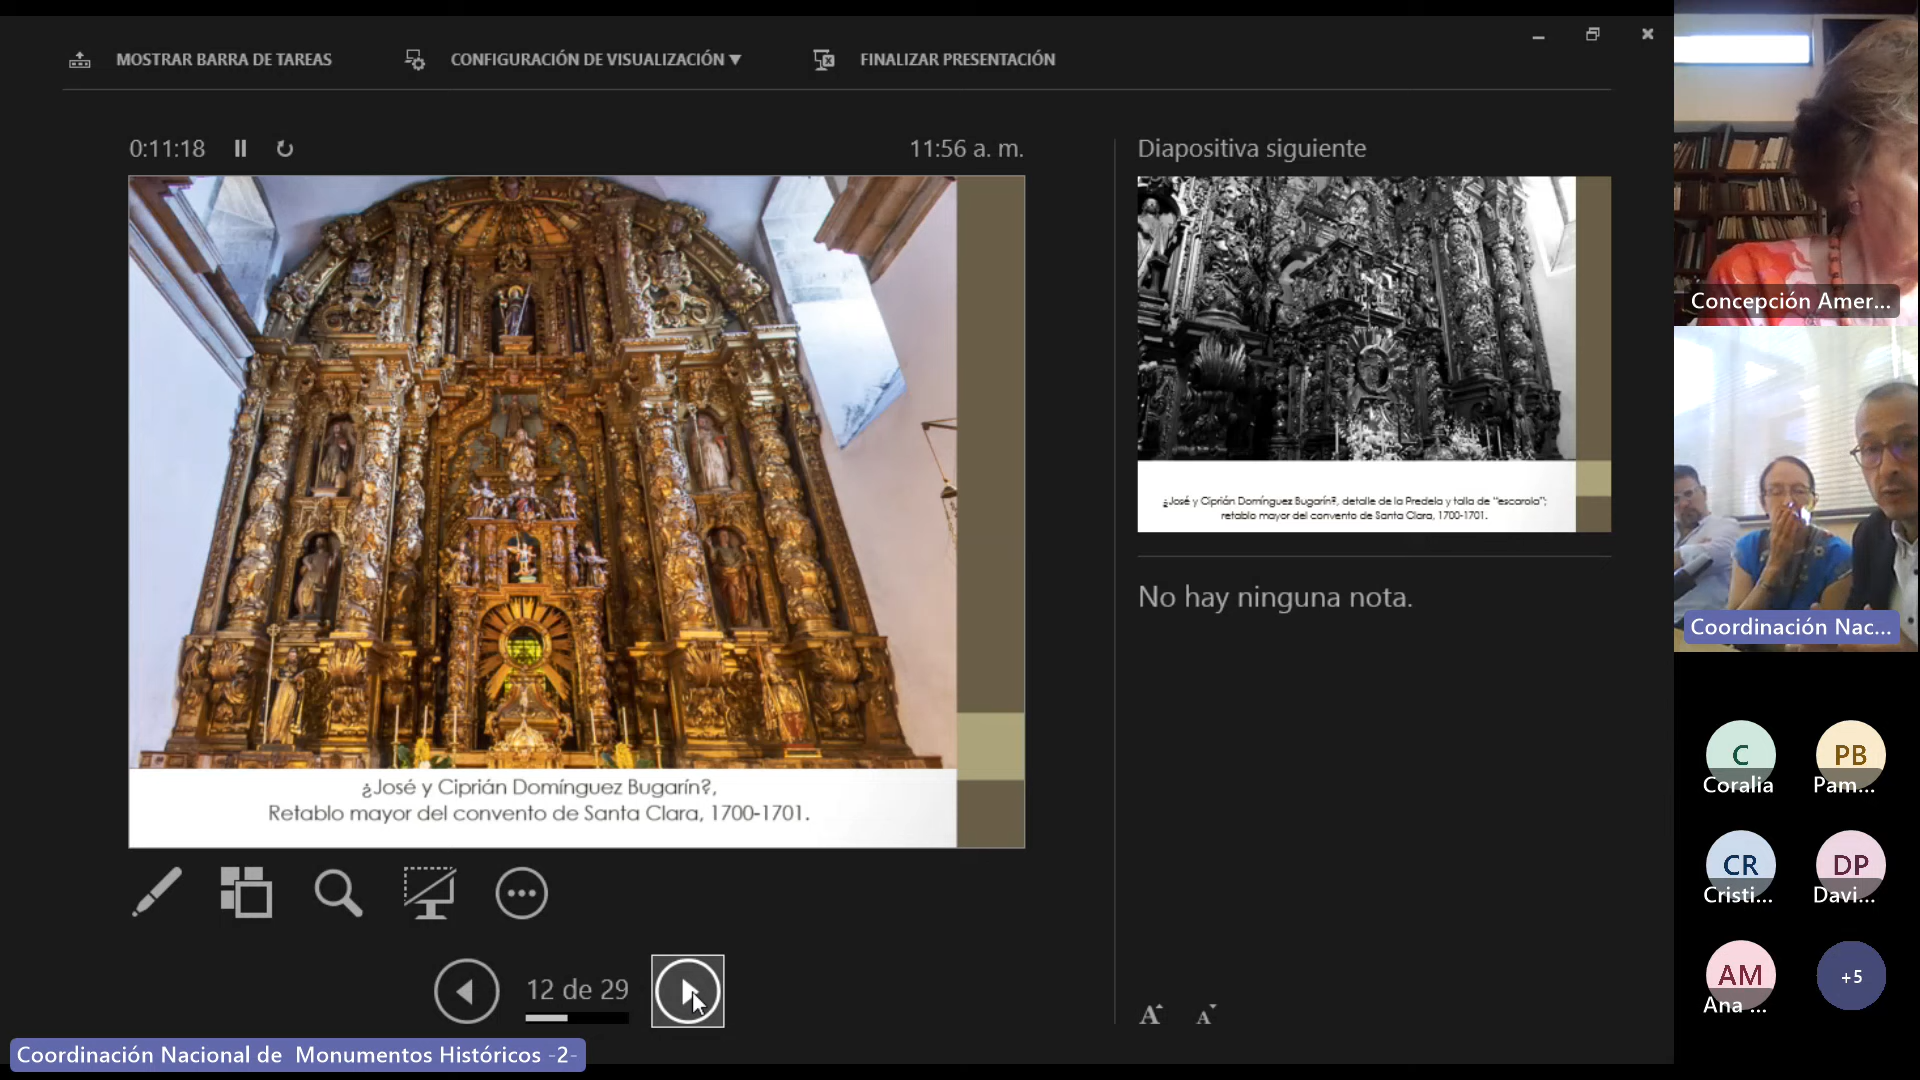 MOSTRAR BARRA DE TAREAS
CONFIGURACIÓN DE VISUALIZACIÓN ▼
FINALIZAR PRESENTACIÓN
0:11:18
11:56 a. m.
Diapositiva siguiente
¿José y Ciprián Domínguez Bugarín?,
Retablo mayor del convento de Santa Clara, 1700-1701.
¿José y Ciprián Domínguez Bugarín?, detalle de la Predela y talla de "escarola";
retablo mayor del convento de Santa Clara, 1700-1701.
No hay ninguna nota.
12 de 29
A A
Coordinación Nacional de Monumentos Históricos -2-
Concepción Amer...
Coordinación Nac...
C
Coralia
PB
Pam...
CR
Cristi...
DP
Davi...
AM
Ana ...
+5